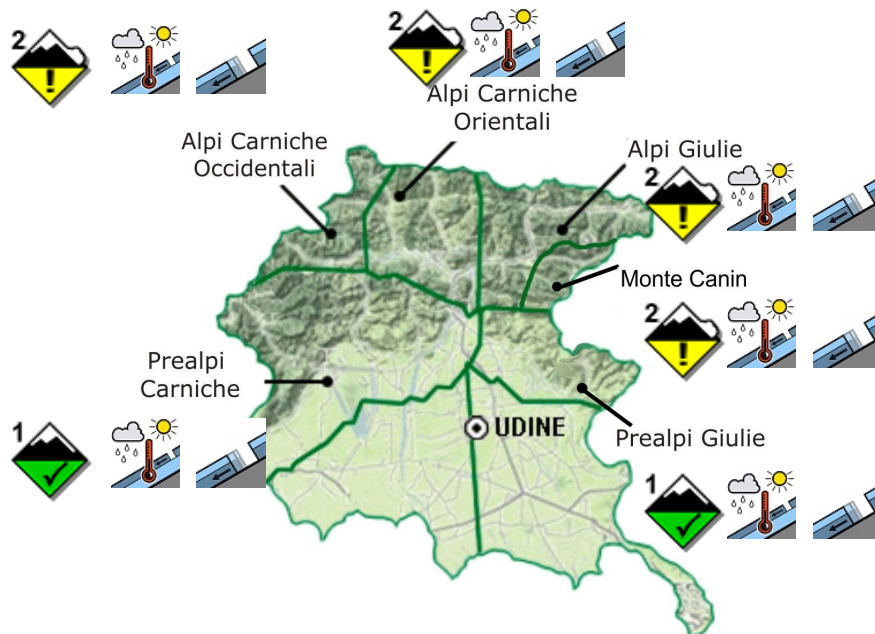 2
2
Alpi Carniche
Orientali
Alpi Carniche
Occidentali
Alpi Giulie
2
!
!
!
Monte Canin
2
!
Prealpi
Carniche
1
UDINE
Prealpi Giulie
1